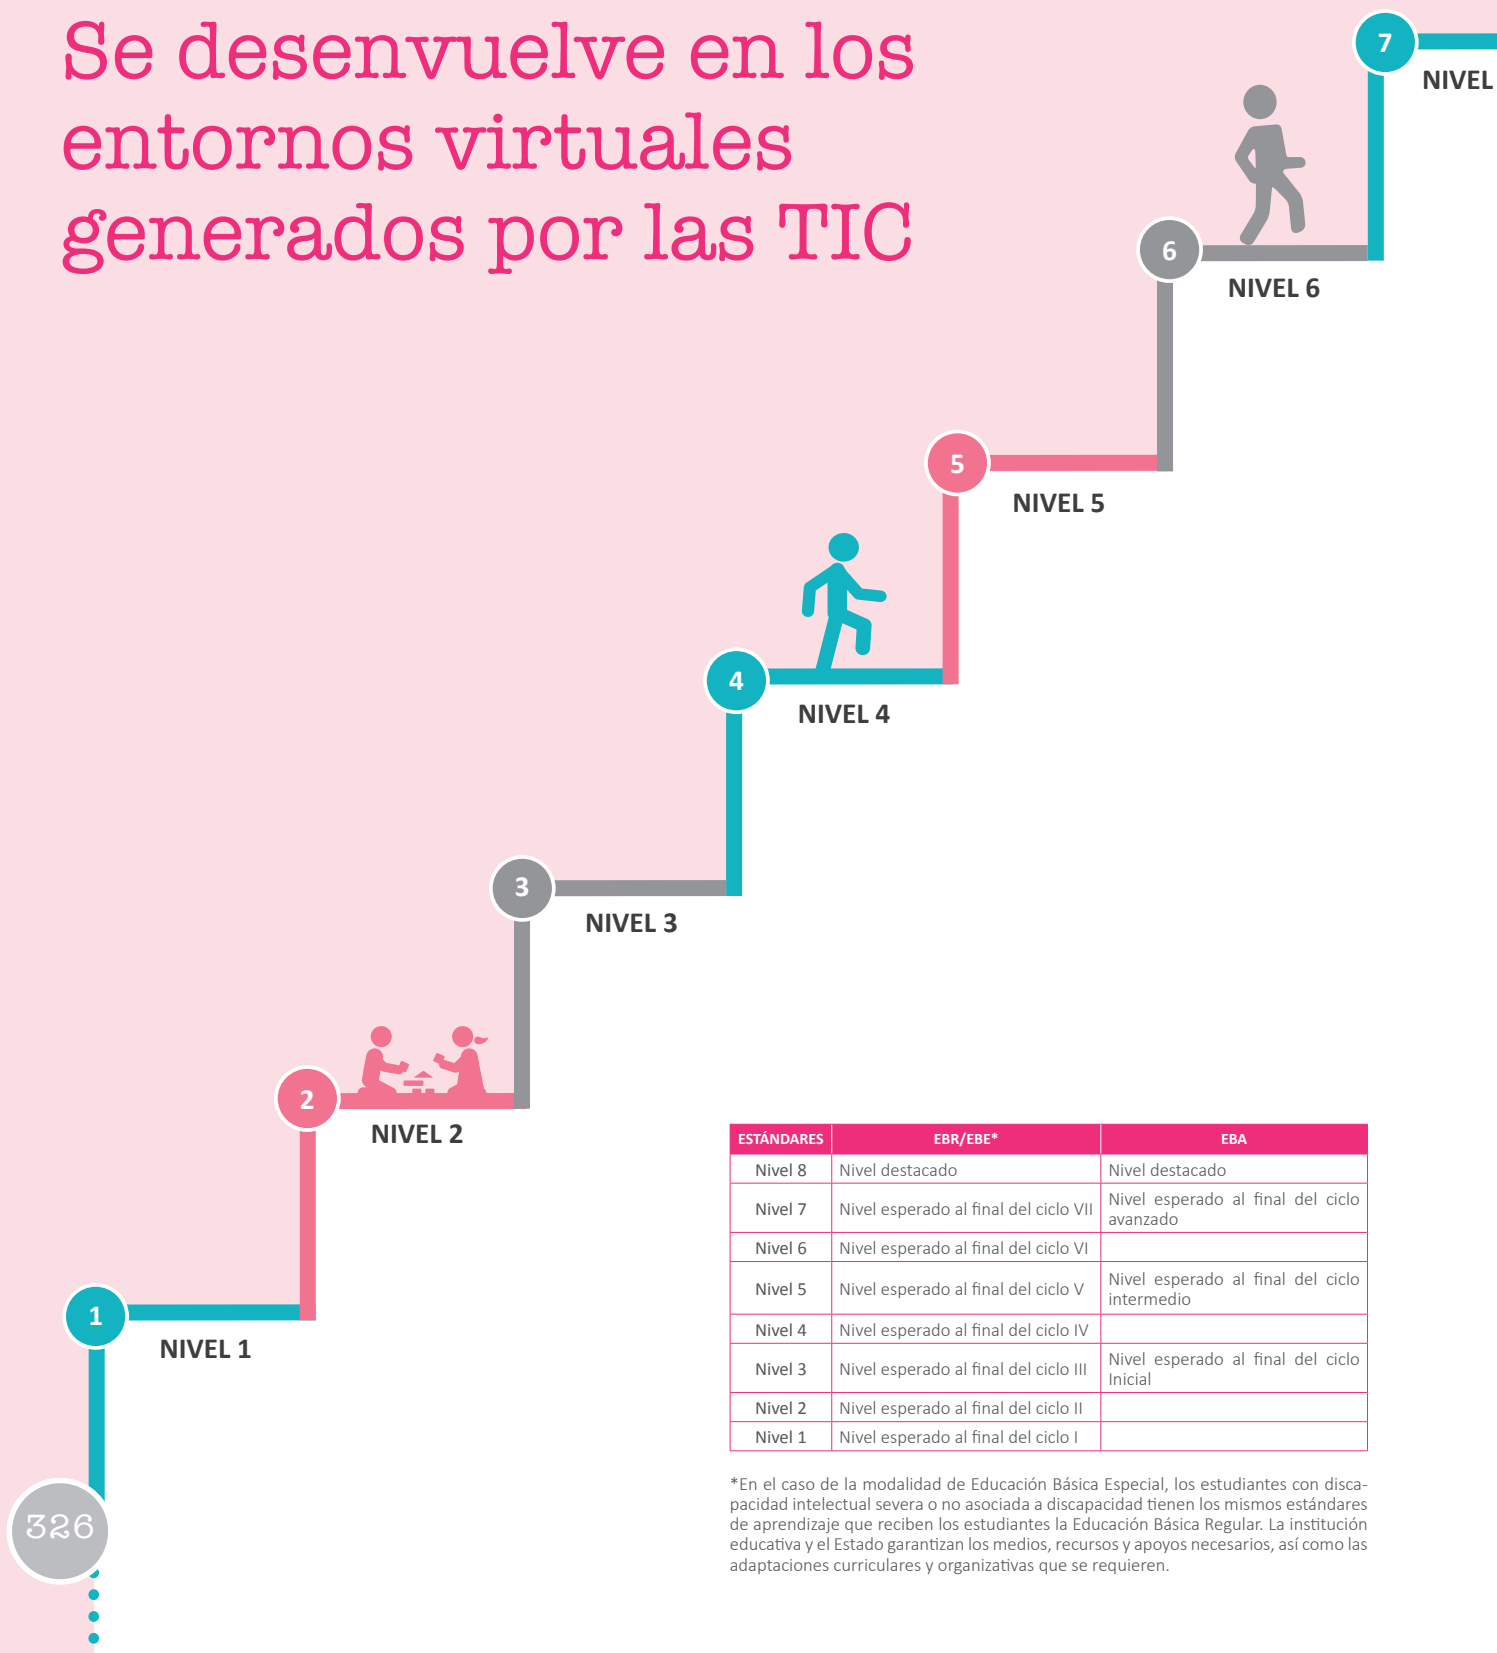 Se desenvuelve en los
entornos virtuales
generados por las TIC
7
NIVEL
6
NIVEL 6
5
NIVEL 5
4
NIVEL 4
3
NIVEL 3
2
NIVEL 2
1
NIVEL 1
ESTÁNDARES EBR/EBE* EBA
Nivel 8 Nivel destacado Nivel destacado
Nivel 7 Nivel esperado al final del ciclo VII Nivel esperado al final del ciclo
avanzado
Nivel 6 Nivel esperado al final del ciclo VI
Nivel 5 Nivel esperado al final del ciclo V Nivel esperado al final del ciclo
intermedio
Nivel 4 Nivel esperado al final del ciclo IV
Nivel 3 Nivel esperado al final del ciclo III Nivel esperado al final del ciclo
Inicial
Nivel 2 Nivel esperado al final del ciclo II
Nivel 1 Nivel esperado al final del ciclo I
*En el caso de la modalidad de Educación Básica Especial, los estudiantes con disca-
pacidad intelectual severa o no asociada a discapacidad tienen los mismos estándares
de aprendizaje que reciben los estudiantes la Educación Básica Regular. La institución
educativa y el Estado garantizan los medios, recursos y apoyos necesarios, así como las
adaptaciones curriculares y organizativas que se requieren.
326